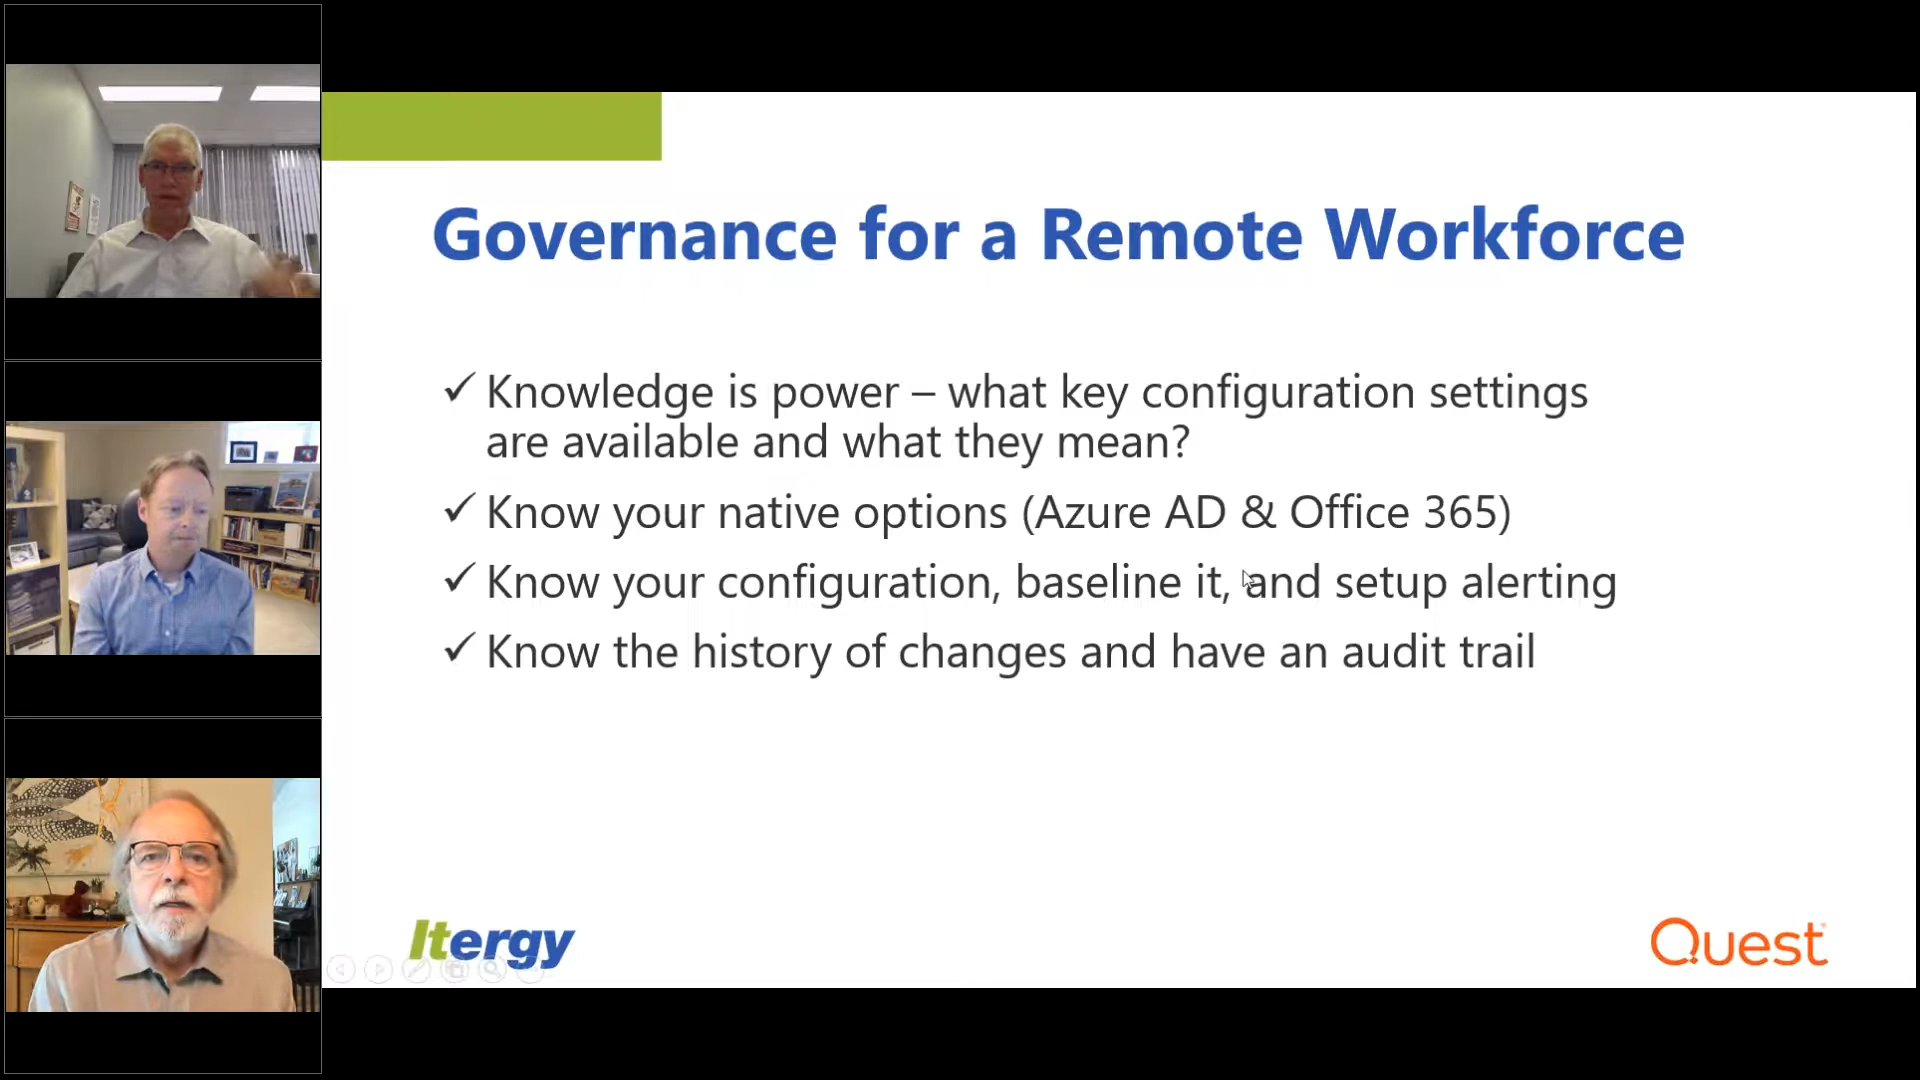 Governance for a Remote Workforce
✓ Knowledge is power – what key configuration settings
are available and what they mean?
✓ Know your native options (Azure AD & Office 365)
✓ Know your configuration, baseline it, and setup alerting
✓ Know the history of changes and have an audit trail
Itergy
Quest